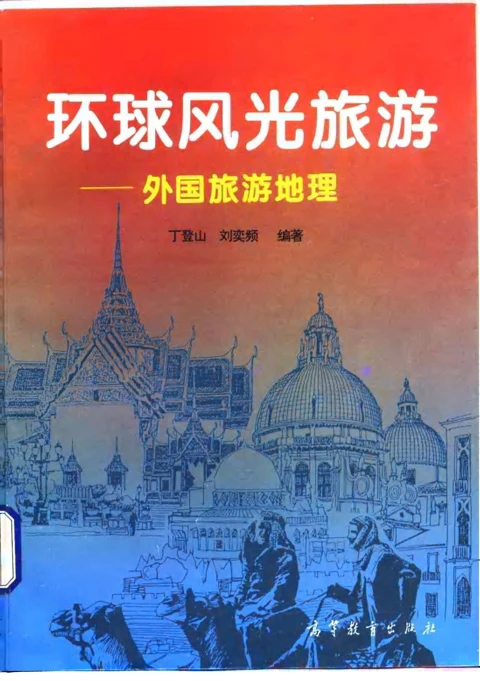 环球风光旅游
——外国旅游地理
丁登山 刘奕频 编著
高等教育出版社